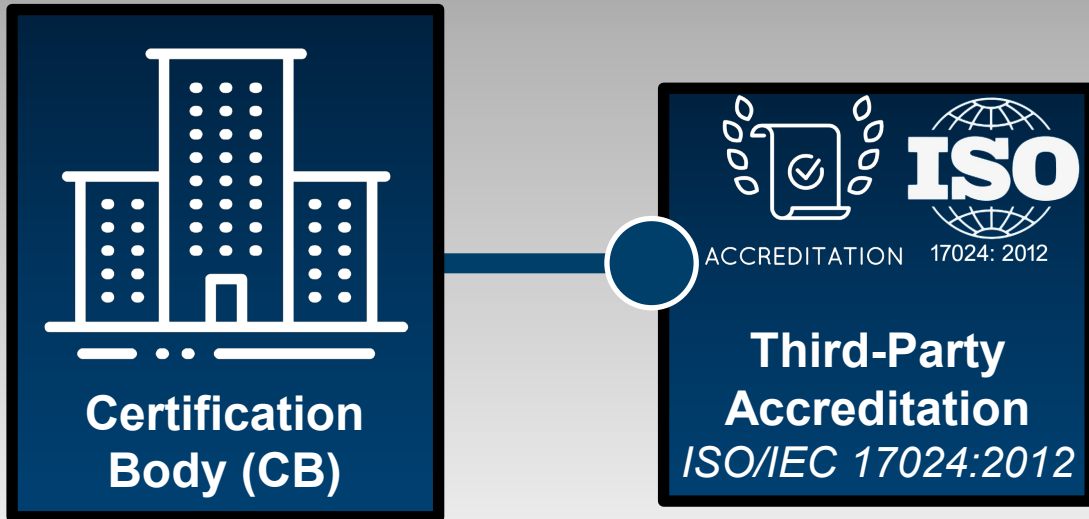 Certification
Body (CB)
ACCREDITATION
ISO
17024: 2012
Third-Party
Accreditation
ISO/IEC 17024:2012